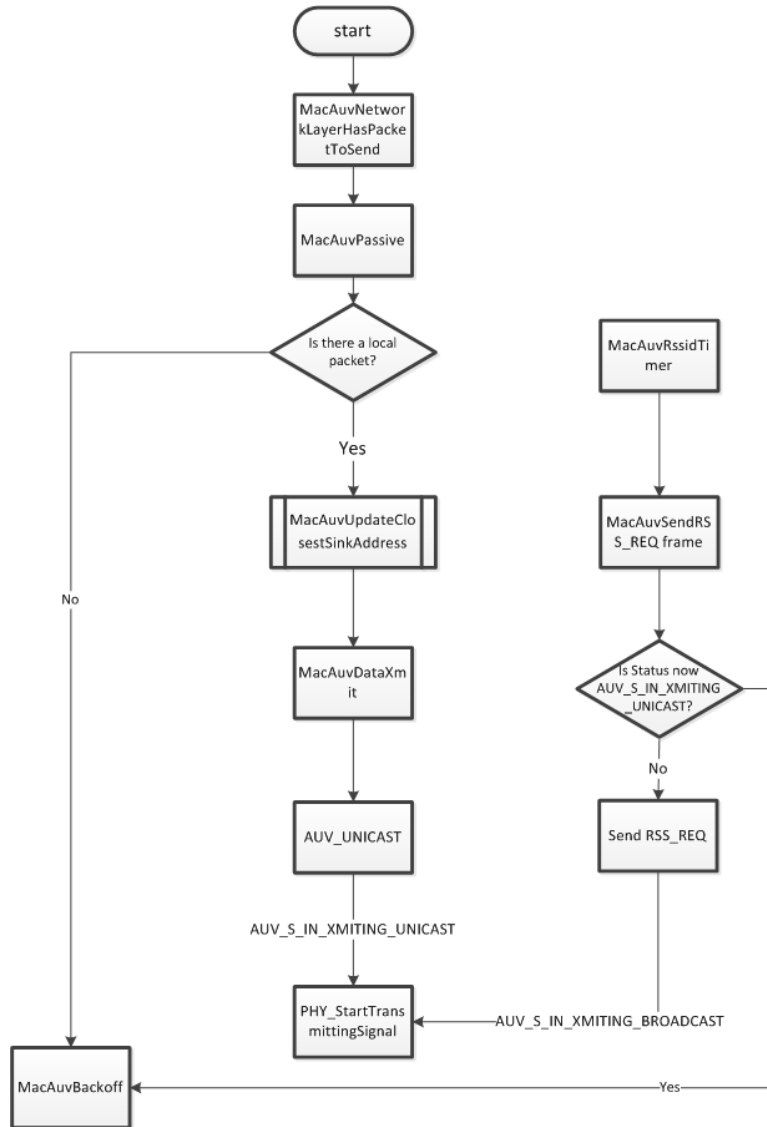 start
MacAuvNetwor
kLayerHasPacke
tToSend
MacAuvPassive
Is there a local
packet?
Yes
No
MacAuvUpdateClo
sestSinkAddress
MacAuvDataXm
it
AUV_UNICAST
AUV_S_IN_XMITING_UNICAST
PHY_StartTrans
mittingSignal
MacAuvBackoff
MacAuvRssidTi
mer
MacAuvSendRS
S_REQ frame
Is Status now
AUV_S_IN_XMITING
_UNICAST?
No
Send RSS_REQ
AUV_S_IN_XMITING_BROADCAST
Yes